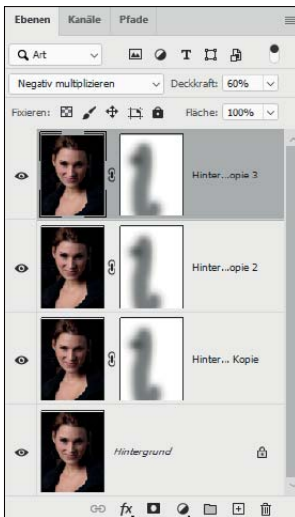 Ebenen Kanäle Pfade
Art T
Negativ multiplizieren Deckkraft: 60%
Fixieren: Fläche: 100%
Hinter...opie 3
Hinter...opie 2
Hinter... Kopie
Hintergrund
fx